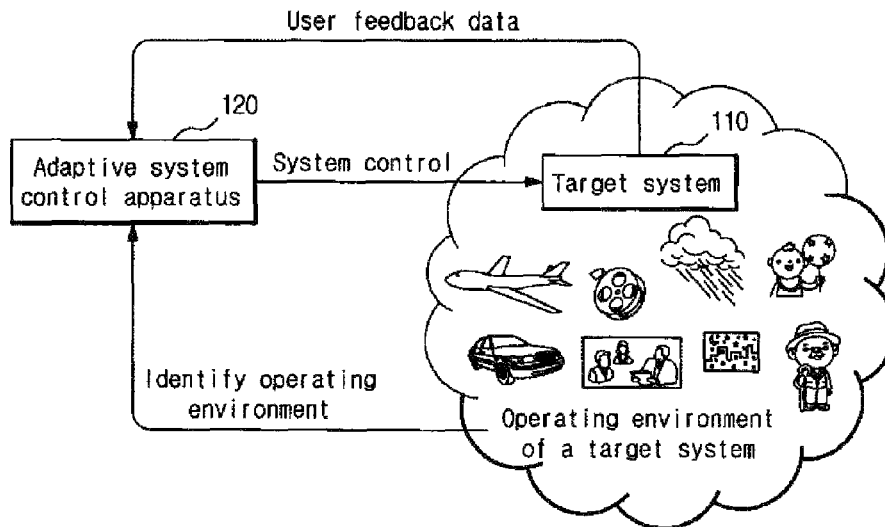 User feedback data
120
110
Adaptive system
control apparatus
System control
Target system
Identify operating
environment
Operating environment
of a target system